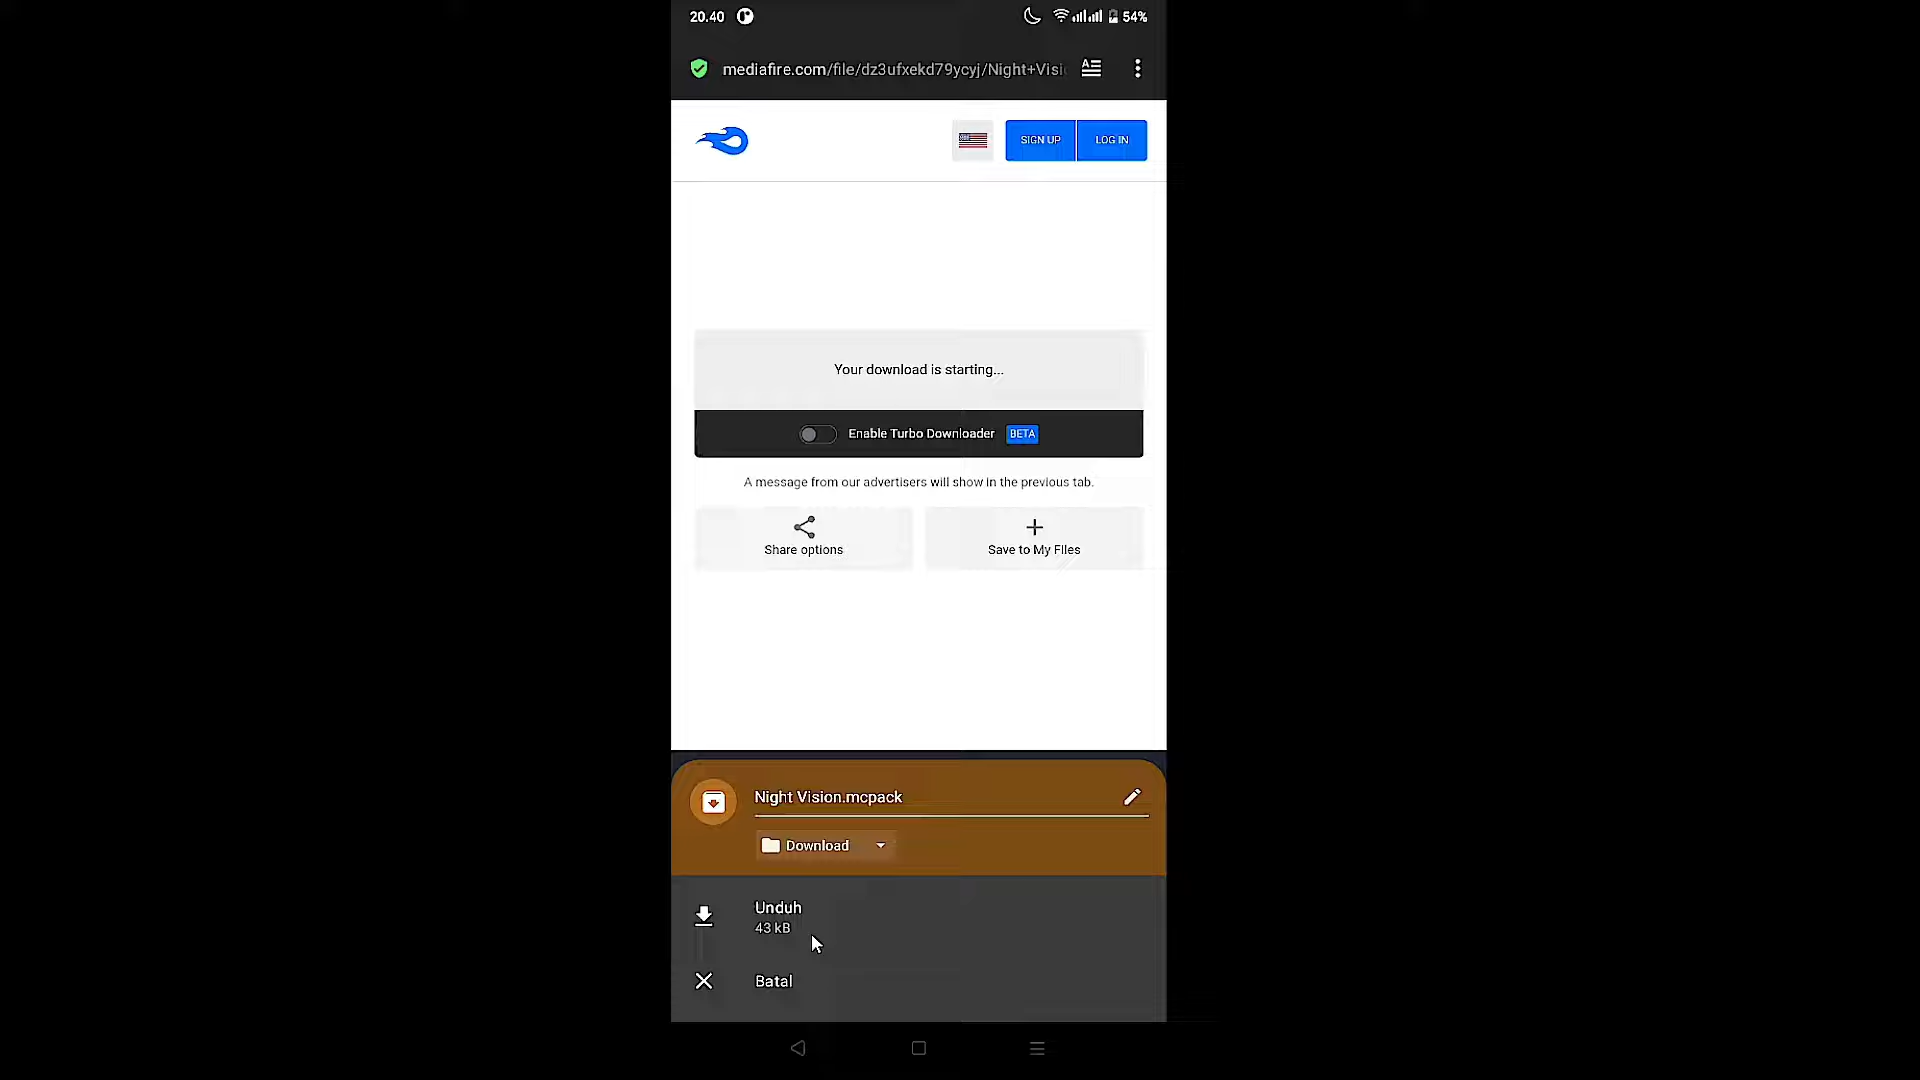 20.40
54%
mediafire.com/file/dz3ufxekd79ycyj/Night+Visi
SIGN UP
LOG IN
Your download is starting...
Enable Turbo Downloader BETA
A message from our advertisers will show in the previous tab.
Share options
Save to My Files
Night Vision.mcpack
Download
Unduh
43 kB
Batal